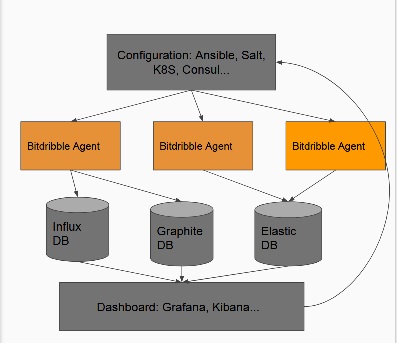 Configuration: Ansible, Salt,
K8S, Consul...
Bitdribble Agent
Bitdribble Agent
Bitdribble Agent
Influx
DB
Graphite
DB
Elastic
DB
Dashboard: Grafana, Kibana...